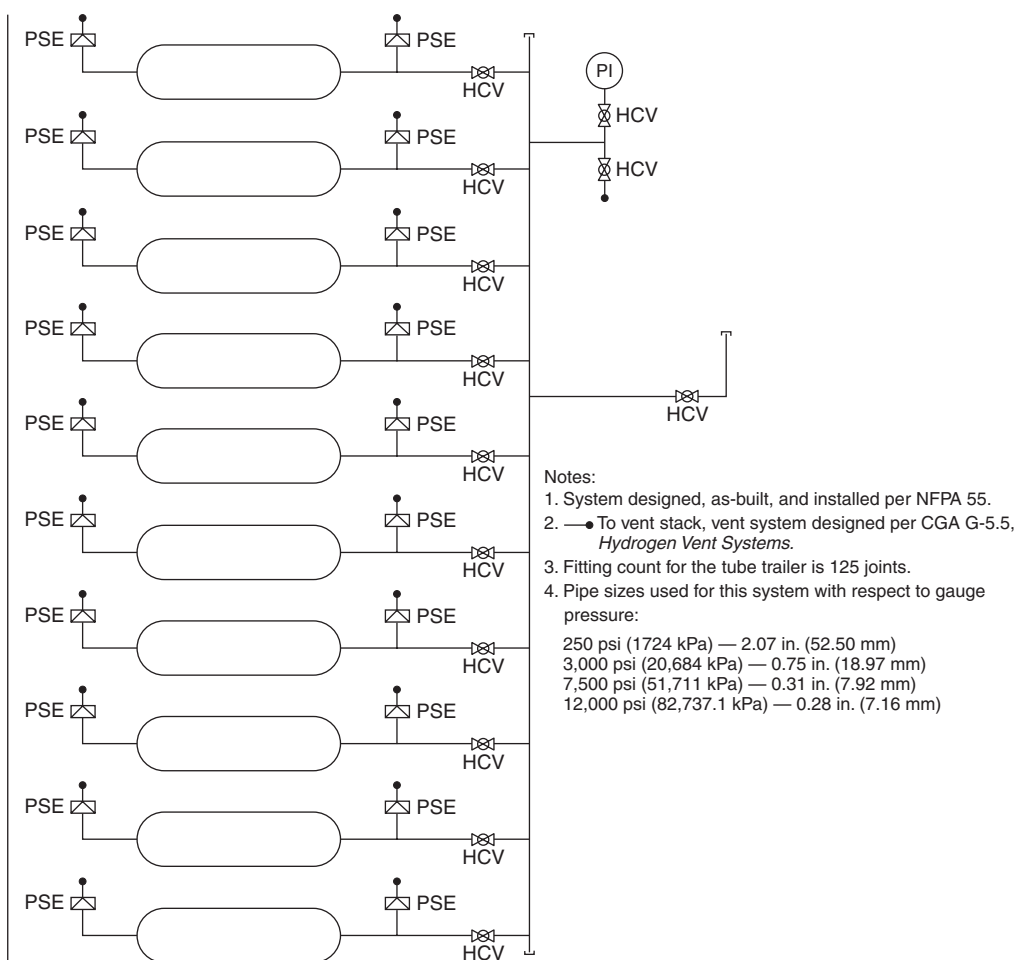 PSE PSE
HCV
PI
HCV
PSE PSE
HCV
HCV
PSE PSE
HCV
PSE PSE
HCV
HCV
PSE PSE
HCV
PSE PSE
HCV
PSE PSE
HCV
PSE PSE
HCV
PSE PSE
HCV
PSE PSE
HCV
Notes:
1. System designed, as-built, and installed per NFPA 55.
2. To vent stack, vent system designed per CGA G-5.5,
Hydrogen Vent Systems.
3. Fitting count for the tube trailer is 125 joints.
4. Pipe sizes used for this system with respect to gauge
pressure:
250 psi (1724 kPa) — 2.07 in. (52.50 mm)
3,000 psi (20,684 kPa) — 0.75 in. (18.97 mm)
7,500 psi (51,711 kPa) — 0.31 in. (7.92 mm)
12,000 psi (82,737.1 kPa) — 0.28 in. (7.16 mm)